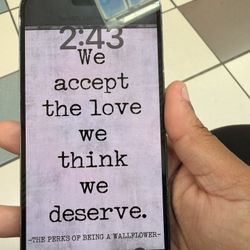 2:43
We
accept
the love
we
think
we
deserve.
-THE PERKS OF BEING A WALLFLOWER-